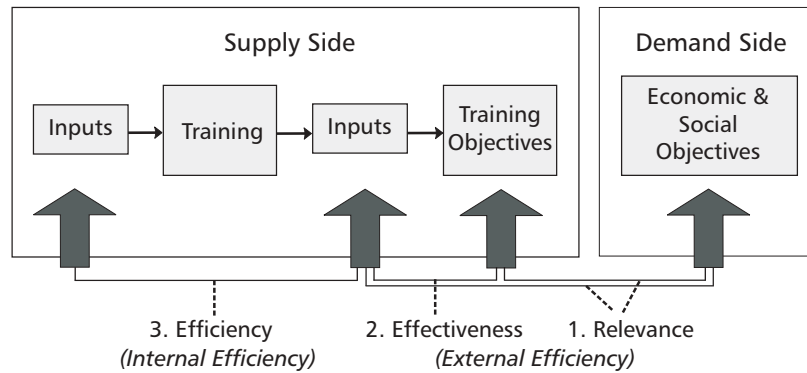 Supply Side
Demand Side
Inputs
Training
Inputs
Training
Objectives
Economic &
Social
Objectives
3. Efficiency
(Internal Efficiency)
2. Effectiveness
1. Relevance
(External Efficiency)